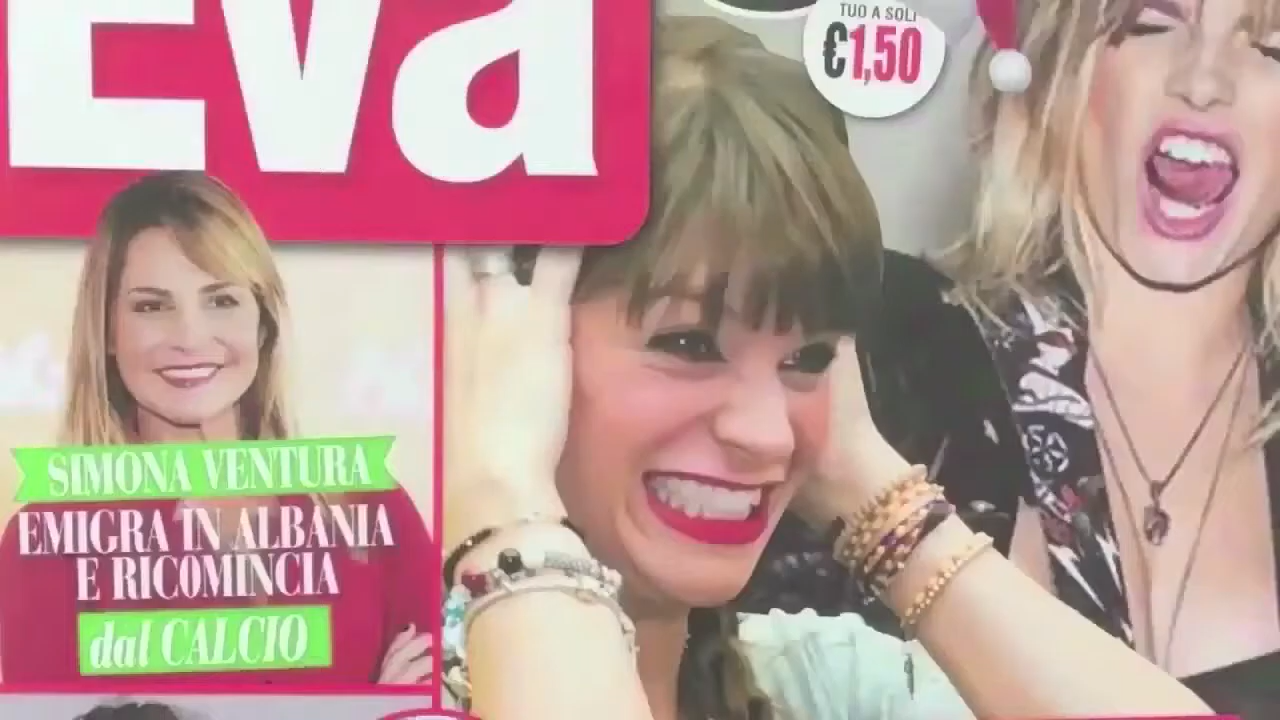 Eva
TUO A SOLI
€1,50
SIMONA VENTURA
EMIGRA IN ALBANIA
E RICOMINCIA
dal CALCIO